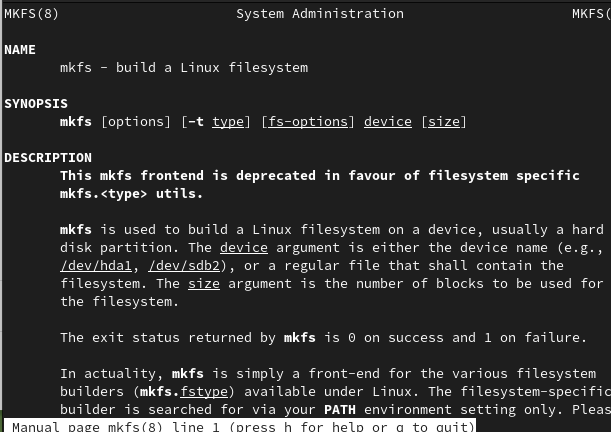 MKFS(8) System Administration MKFS(
NAME
mkfs - build a Linux filesystem
SYNOPSIS
mkfs [options] [-t type] [fs-options] device [size]
DESCRIPTION
This mkfs frontend is deprecated in favour of filesystem specific
mkfs.<type> utils.
mkfs is used to build a Linux filesystem on a device, usually a hard
disk partition. The device argument is either the device name (e.g.,
/dev/hda1, /dev/sdb2), or a regular file that shall contain the
filesystem. The size argument is the number of blocks to be used for
the filesystem.
The exit status returned by mkfs is 0 on success and 1 on failure.
In actuality, mkfs is simply a front-end for the various filesystem
builders (mkfs.fstype) available under Linux. The filesystem-specific
builder is searched for via your PATH environment setting only. Pleas
Manual page mkfs(8) line 1 (press h for help or q to quit)